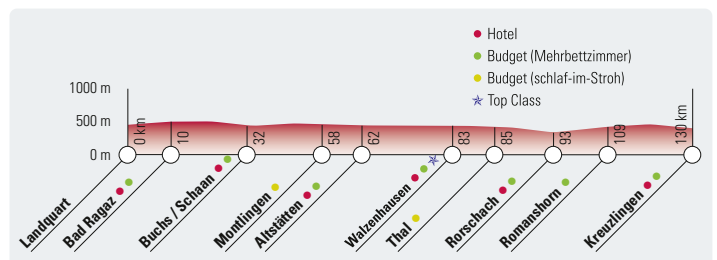 Hotel
Budget (Mehrbettzimmer)
Budget (schlaf-im-Stroh)
Top Class
1000 m
500 m
0 m
0 km
10
32
58
62
83
85
93
109
130 km
Landquart
Bad Ragaz
Buchs / Schaan
Montlingen
Altstätten
Walzenhausen
Thal
Rorschach
Romanshorn
Kreuzlingen